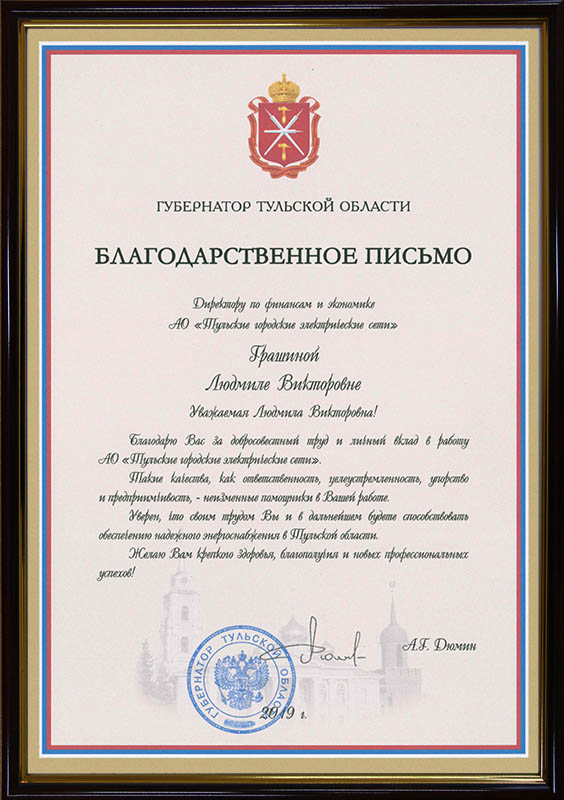 ГУБЕРНАТОР ТУЛЬСКОЙ ОБЛАСТИ
БЛАГОДАРСТВЕННОЕ ПИСЬМО
Директору по финансам и экономике
АО «Тульские городские электрические сети»
Грашиной
Людмиле Викторовне
Уважаемая Людмила Викторовна!
Благодарю Вас за добросовестный труд и личный вклад в работу
АО «Тульские городские электрические сети».
Такие качества, как ответственность, целеустремленность, упорство
и предприимчивость, - неизменные помощники в Вашей работе.
Уверен, что своим трудом Вы и в дальнейшем будете способствовать
обеспечению надежного энергоснабжения в Тульской области.
Желаю Вам крепкого здоровья, благополучия и новых профессиональных
успехов!
А.Г. Дюмин
ГУБЕРНАТОР ТУЛЬСКОЙ ОБЛАСТИ
2019 г.